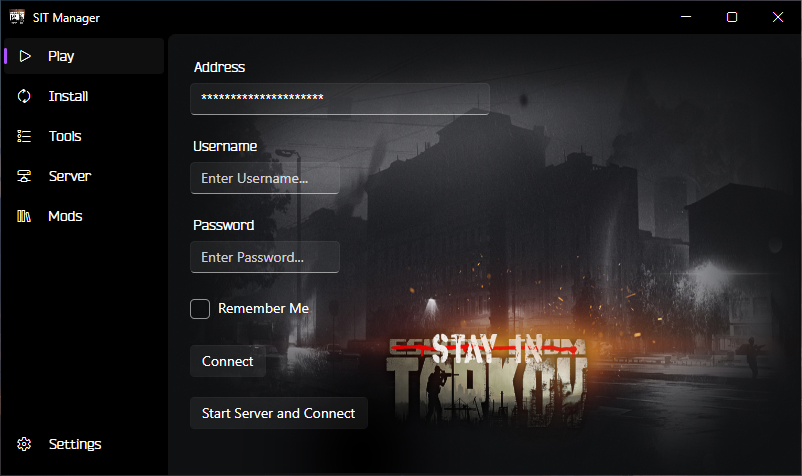 SIT Manager
Play
Install
Tools
Server
Mods
Settings
Address
*********************
Username
Enter Username...
Password
Enter Password...
Remember Me
Connect
Start Server and Connect
STAY IN
TARKOV